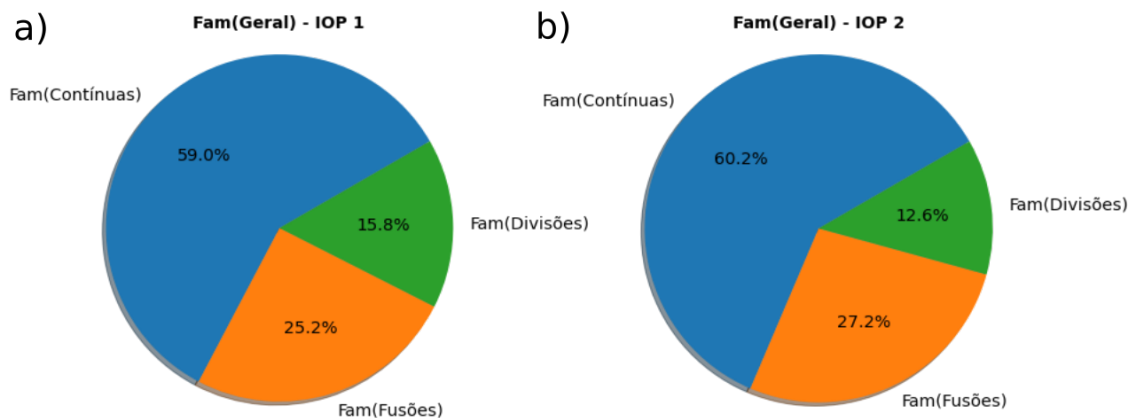 a)
Fam(Geral) - IOP 1
Fam(Contínuas)
59.0%
15.8%
Fam(Divisões)
25.2%
Fam(Fusões)
b)
Fam(Geral) - IOP 2
Fam(Contínuas)
60.2%
12.6%
Fam(Divisões)
27.2%
Fam(Fusões)